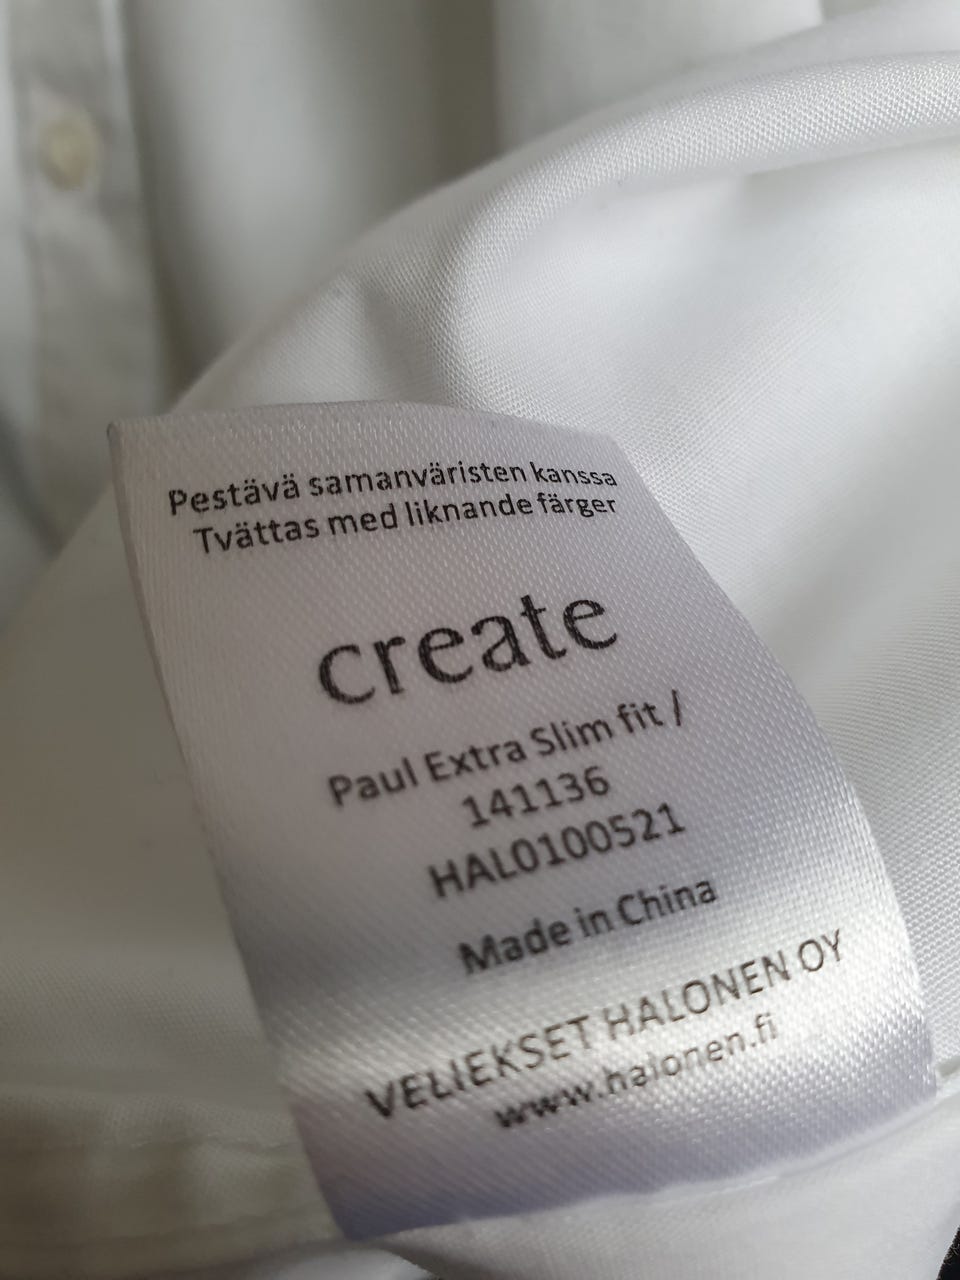 Pestävä samanväristen kanssa
Tvättas med liknande färger
create
Paul Extra Slim fit /
141136
HAL0100521
Made in China
VELIEKSET HALONEN OY
www.halonen.fi